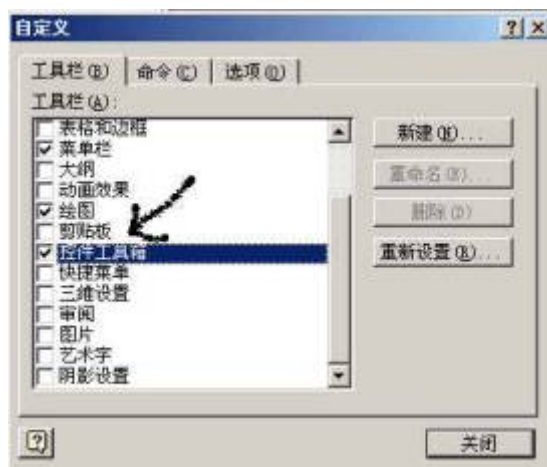 自定义
工具栏(B) 命令(C) 选项(O)
工具栏(A):
表格和边框
菜单栏
大纲
动画效果
绘图
剪贴板
控件工具箱
快捷菜单
三维设置
审阅
图片
艺术字
阴影设置
新建(N)...
重命名(E)...
删除(D)
重新设置(R)...
关闭